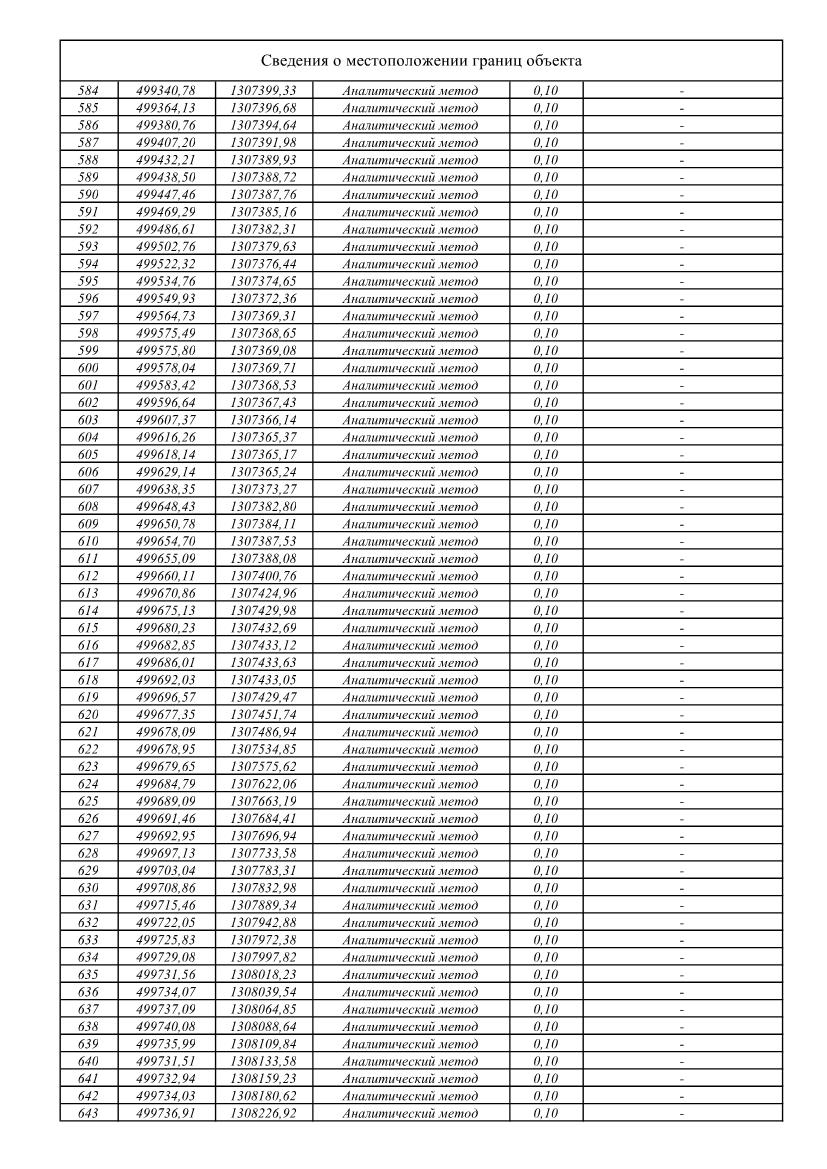 Сведения о местоположении границ объекта
584 499340,78 1307399,33 Аналитический метод 0,10 -
585 499364,13 1307396,68 Аналитический метод 0,10 -
586 499380,76 1307394,64 Аналитический метод 0,10 -
587 499407,20 1307391,98 Аналитический метод 0,10 -
588 499432,21 1307389,93 Аналитический метод 0,10 -
589 499438,50 1307388,72 Аналитический метод 0,10 -
590 499447,46 1307387,76 Аналитический метод 0,10 -
591 499469,29 1307385,16 Аналитический метод 0,10 -
592 499486,61 1307382,31 Аналитический метод 0,10 -
593 499502,76 1307379,63 Аналитический метод 0,10 -
594 499522,32 1307376,44 Аналитический метод 0,10 -
595 499534,76 1307374,65 Аналитический метод 0,10 -
596 499549,93 1307372,36 Аналитический метод 0,10 -
597 499564,73 1307369,31 Аналитический метод 0,10 -
598 499575,49 1307368,65 Аналитический метод 0,10 -
599 499575,80 1307369,08 Аналитический метод 0,10 -
600 499578,04 1307369,71 Аналитический метод 0,10 -
601 499583,42 1307368,53 Аналитический метод 0,10 -
602 499596,64 1307367,43 Аналитический метод 0,10 -
603 499607,37 1307366,14 Аналитический метод 0,10 -
604 499616,26 1307365,37 Аналитический метод 0,10 -
605 499618,14 1307365,17 Аналитический метод 0,10 -
606 499629,14 1307365,24 Аналитический метод 0,10 -
607 499638,35 1307373,27 Аналитический метод 0,10 -
608 499648,43 1307382,80 Аналитический метод 0,10 -
609 499650,78 1307384,11 Аналитический метод 0,10 -
610 499654,70 1307387,53 Аналитический метод 0,10 -
611 499655,09 1307388,08 Аналитический метод 0,10 -
612 499660,11 1307400,76 Аналитический метод 0,10 -
613 499670,86 1307424,96 Аналитический метод 0,10 -
614 499675,13 1307429,98 Аналитический метод 0,10 -
615 499680,23 1307432,69 Аналитический метод 0,10 -
616 499682,85 1307433,12 Аналитический метод 0,10 -
617 499686,01 1307433,63 Аналитический метод 0,10 -
618 499692,03 1307433,05 Аналитический метод 0,10 -
619 499696,57 1307429,47 Аналитический метод 0,10 -
620 499677,35 1307451,74 Аналитический метод 0,10 -
621 499678,09 1307486,94 Аналитический метод 0,10 -
622 499678,95 1307534,85 Аналитический метод 0,10 -
623 499679,65 1307575,62 Аналитический метод 0,10 -
624 499684,79 1307622,06 Аналитический метод 0,10 -
625 499689,09 1307663,19 Аналитический метод 0,10 -
626 499691,46 1307684,41 Аналитический метод 0,10 -
627 499692,95 1307696,94 Аналитический метод 0,10 -
628 499697,13 1307733,58 Аналитический метод 0,10 -
629 499703,04 1307783,31 Аналитический метод 0,10 -
630 499708,86 1307832,98 Аналитический метод 0,10 -
631 499715,46 1307889,34 Аналитический метод 0,10 -
632 499722,05 1307942,88 Аналитический метод 0,10 -
633 499725,83 1307972,38 Аналитический метод 0,10 -
634 499729,08 1307997,82 Аналитический метод 0,10 -
635 499731,56 1308018,23 Аналитический метод 0,10 -
636 499734,07 1308039,54 Аналитический метод 0,10 -
637 499737,09 1308064,85 Аналитический метод 0,10 -
638 499740,08 1308088,64 Аналитический метод 0,10 -
639 499735,99 1308109,84 Аналитический метод 0,10 -
640 499731,51 1308133,58 Аналитический метод 0,10 -
641 499732,94 1308159,23 Аналитический метод 0,10 -
642 499734,03 1308180,62 Аналитический метод 0,10 -
643 499736,91 1308226,92 Аналитический метод 0,10 -